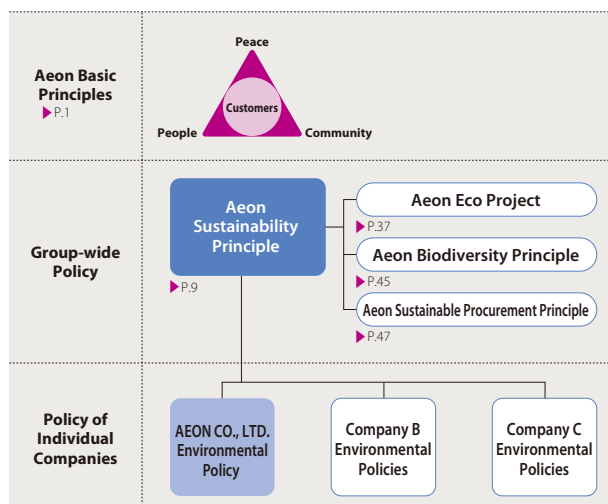 Aeon Basic
Principles
▶P.1
Peace
Customers
People
Community
Group-wide
Policy
Aeon
Sustainability
Principle
▶P.9
Aeon Eco Project
▶P.37
Aeon Biodiversity Principle
▶P.45
Aeon Sustainable Procurement Principle
▶P.47
Policy of
Individual
Companies
AEON CO., LTD.
Environmental
Policy
Company B
Environmental
Policies
Company C
Environmental
Policies